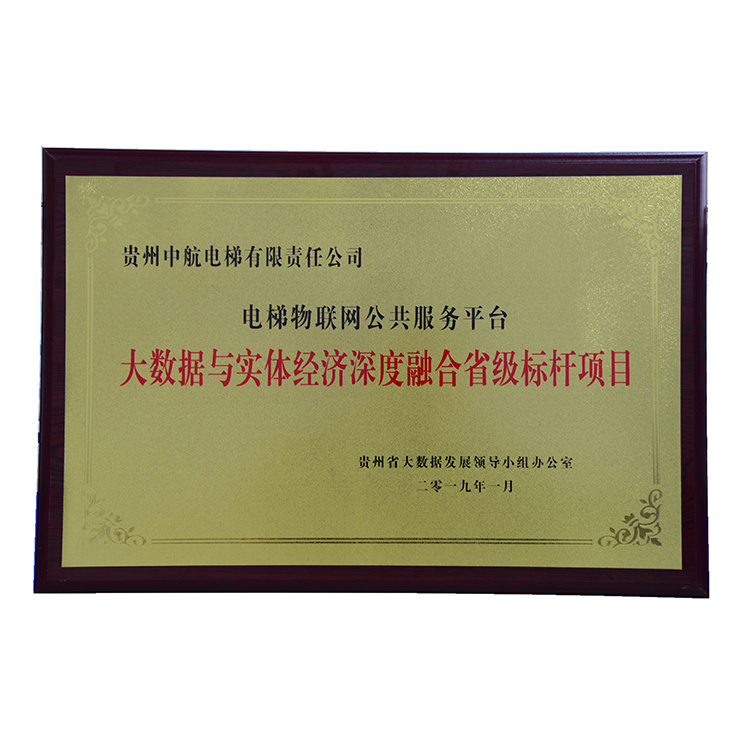 贵州中航电梯有限责任公司
电梯物联网公共服务平台
大数据与实体经济深度融合省级标杆项目
贵州省大数据发展领导小组办公室
二零一九年一月